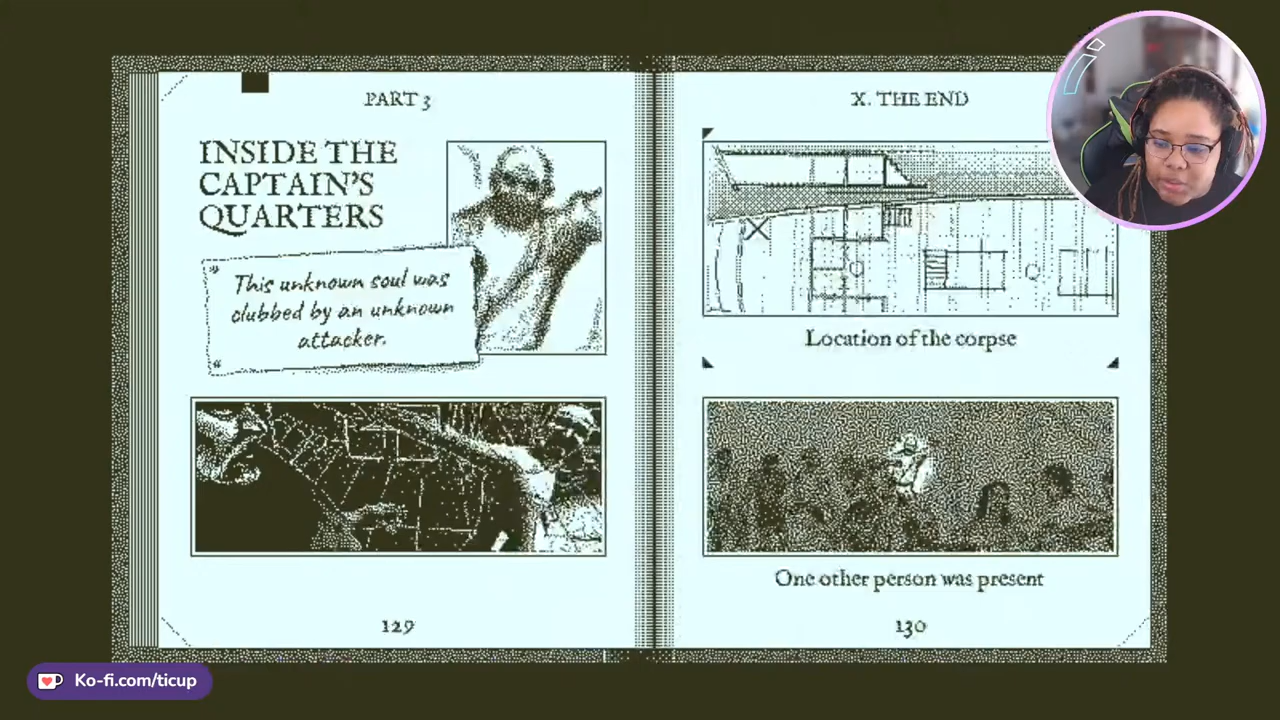 PART 3
INSIDE THE
CAPTAIN'S
QUARTERS
"This unknown soul was
clubbed by an unknown
attacker."
129
X. THE END
Location of the corpse
One other person was present
130
Ko-fi.com/ticup